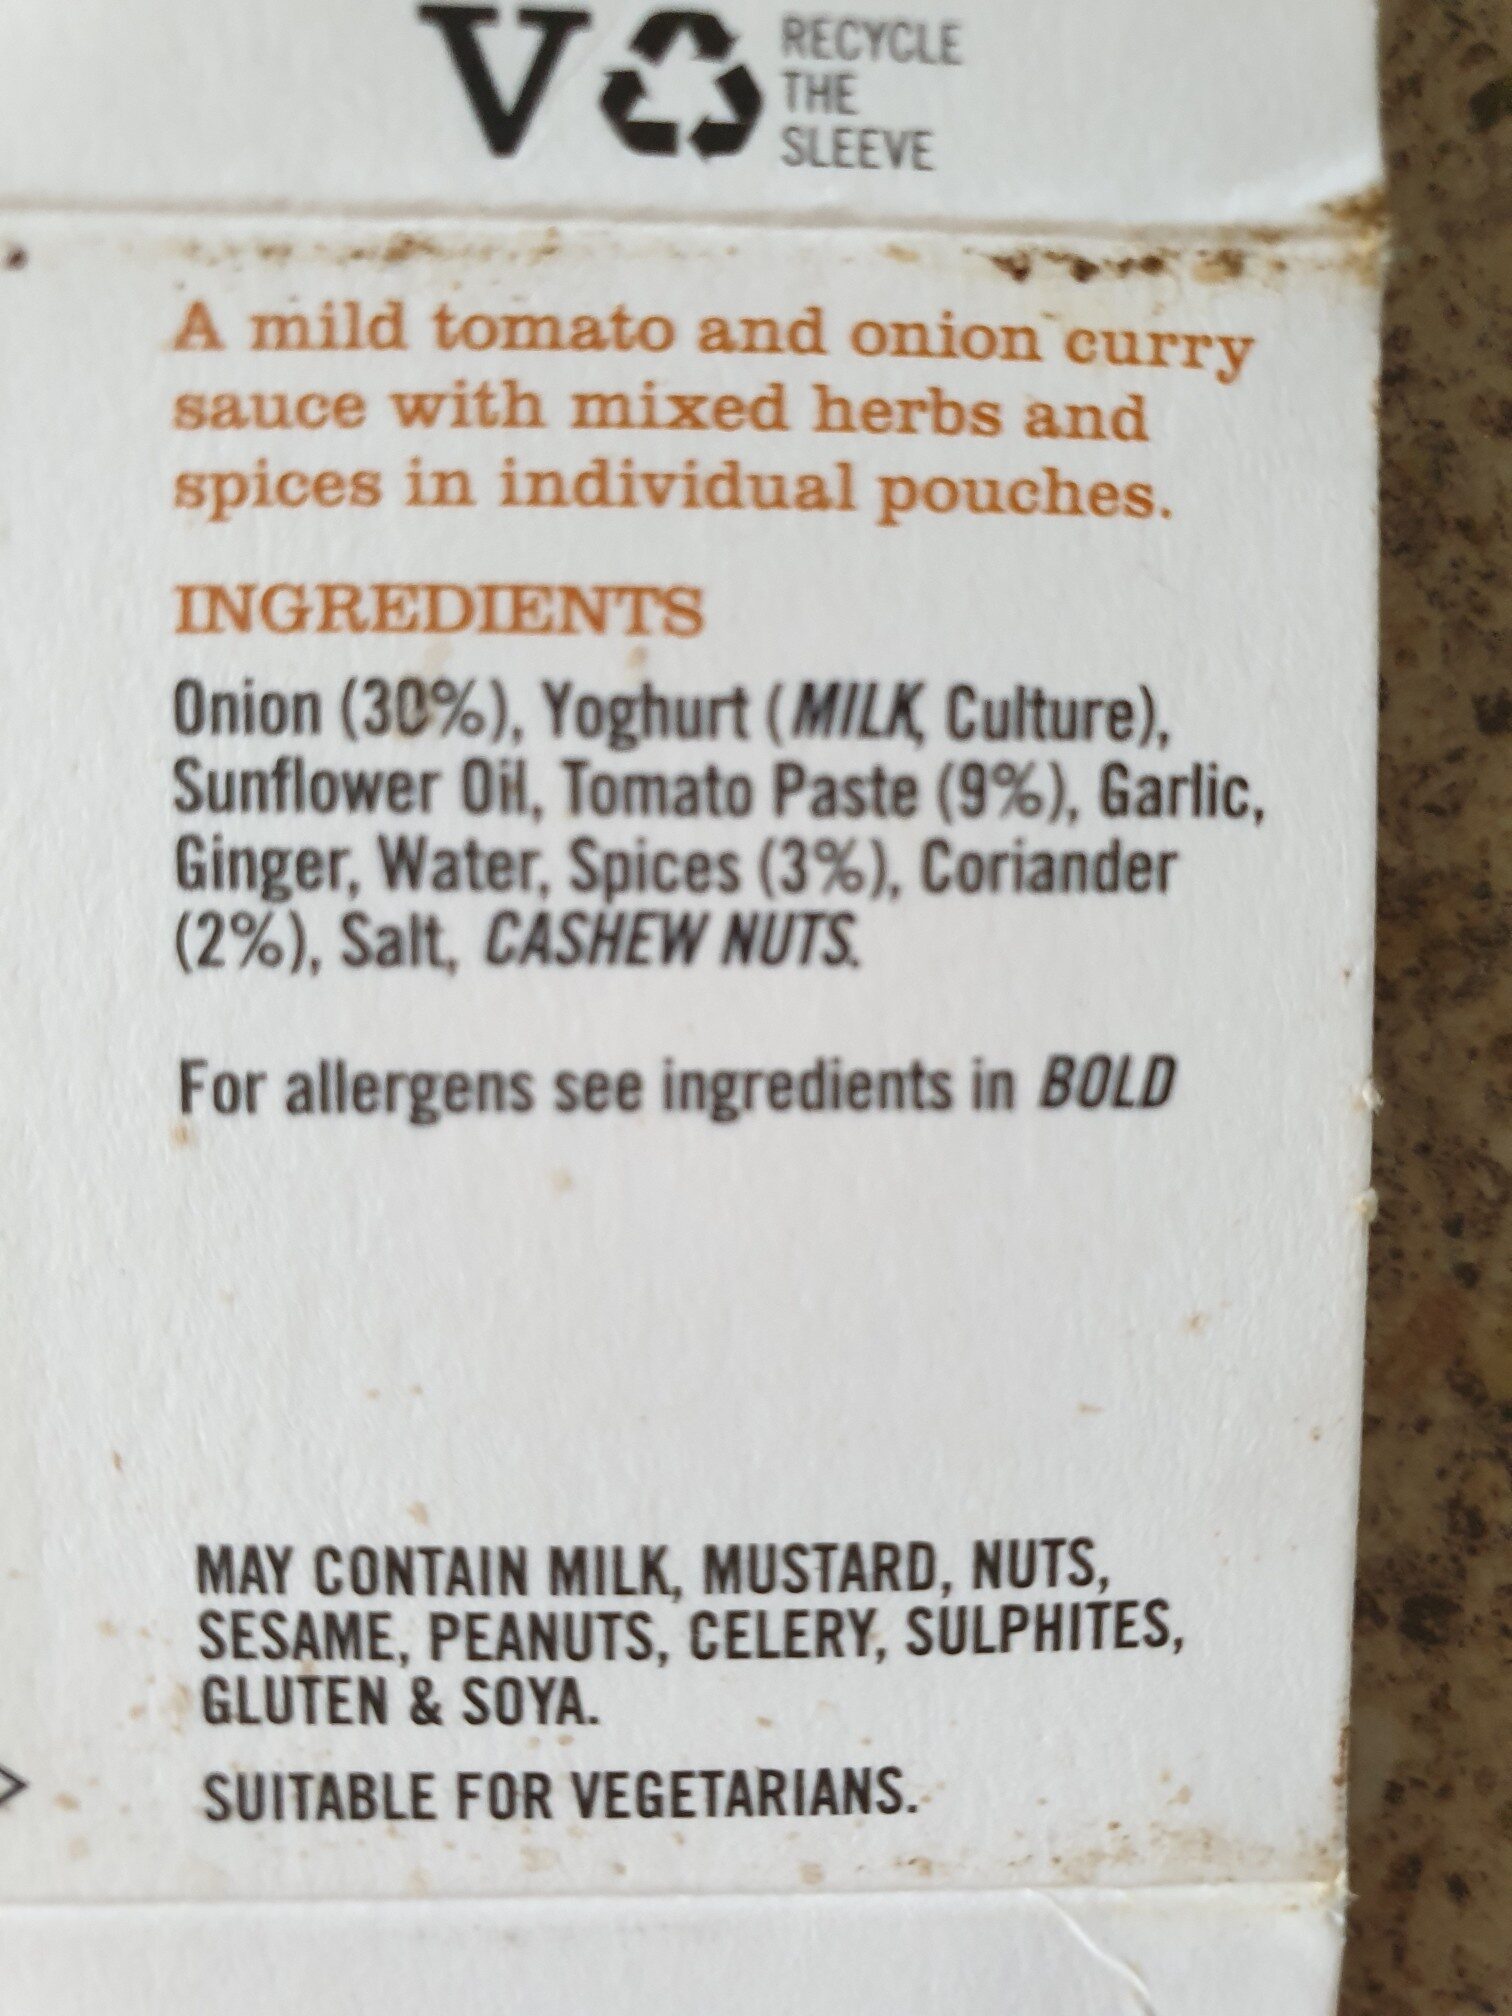 V
RECYCLE
THE
SLEEVE
A mild tomato and onion curry
sauce with mixed herbs and
spices in individual pouches.
INGREDIENTS
Onion (30%), Yoghurt (MILK, Culture),
Sunflower Oil, Tomato Paste (9%), Garlic,
Ginger, Water, Spices (3%), Coriander
(2%), Salt, CASHEW NUTS.
For allergens see ingredients in BOLD
MAY CONTAIN MILK, MUSTARD, NUTS,
SESAME, PEANUTS, CELERY, SULPHITES,
GLUTEN & SOYA.
SUITABLE FOR VEGETARIANS.